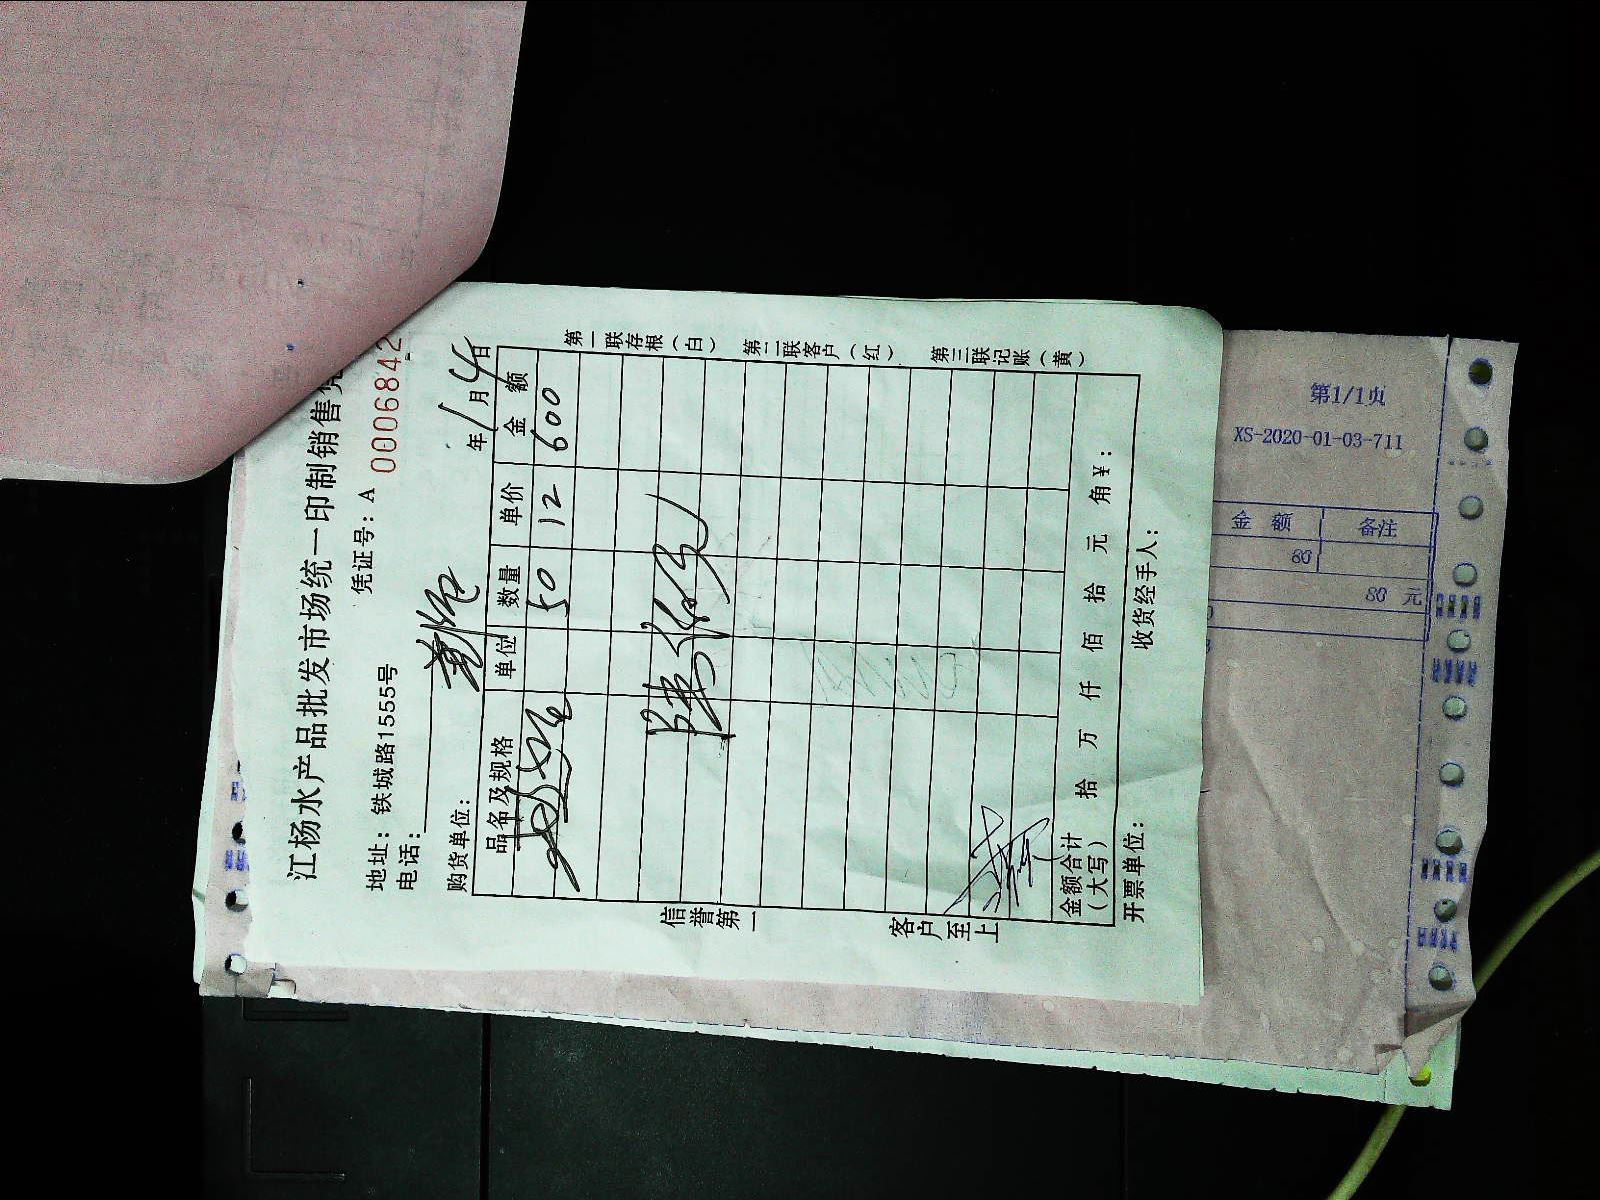 江杨水产品批发市场统一印制销售凭
凭证号：A 0006842
地址：铁城路1555号
电话：
购货单位：
年 1 月 4 日
品名及规格 单位 数量 单价 金额
50 12 600
第一联存根（白）
第二联客户（红）
第三联记账（黄）
信誉第一
客户至上
金额合计（大写） 拾 万 仟 佰 拾 元 角 ¥：
开票单位： 收货经手人：
第1/1页
XS-2020-01-03-711
金 额 备注
80
80 元